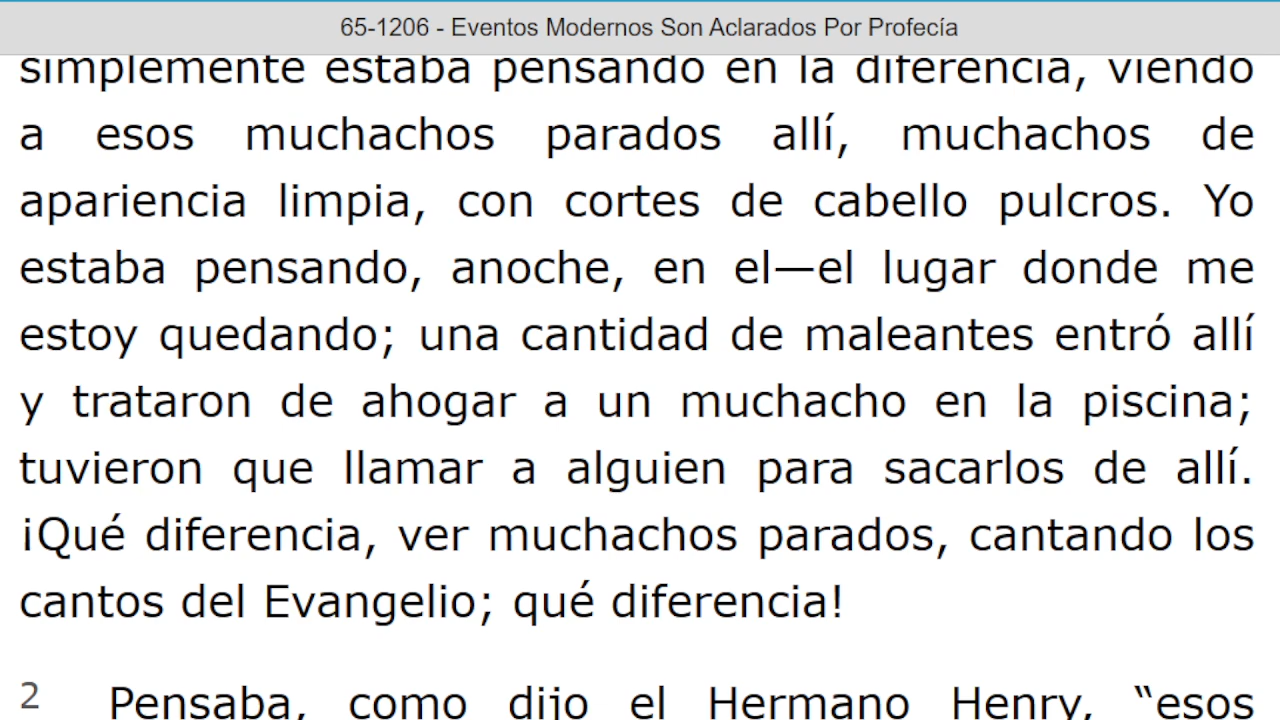 65-1206 - Eventos Modernos Son Aclarados Por Profecía
simplemente estaba pensando en la diferencia, viendo
a esos muchachos parados allí, muchachos de
apariencia limpia, con cortes de cabello pulcros. Yo
estaba pensando, anoche, en el—el lugar donde me
estoy quedando; una cantidad de maleantes entró allí
y trataron de ahogar a un muchacho en la piscina;
tuvieron que llamar a alguien para sacarlos de allí.
¡Qué diferencia, ver muchachos parados, cantando los
cantos del Evangelio; qué diferencia!
2 Pensaba, como dijo el Hermano Henry, “esos